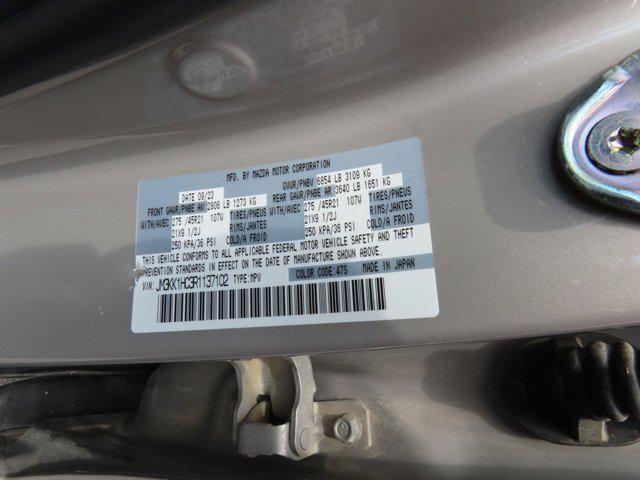 MFD. BY MAZDA MOTOR CORPORATION
DATE 09/23 GVWR/PNBV 6854 LB 3109 KG
FRONT GAWR/PNBE AV 2806 LB 1273 KG REAR GAWR/PNBE AR 3640 LB 1651 KG
WITH/AVEC 275 /45R21 107W TIRES/PNEUS WITH/AVEC 275 /45R21 107W TIRES/PNEUS
21X9 1/2J RIMS/JANTES 21X9 1/2J RIMS/JANTES
250 KPA/36 PSI COLD/A FROID 250 KPA/36 PSI COLD/A FROID
THIS VEHICLE CONFORMS TO ALL APPLICABLE FEDERAL MOTOR VEHICLE SAFETY AND THEFT
PREVENTION STANDARDS IN EFFECT ON THE DATE OF MANUFACTURE SHOWN ABOVE.
VIN: JM3KK1HC3R1137102 TYPE:MPV COLOR CODE:47S MADE IN JAPAN